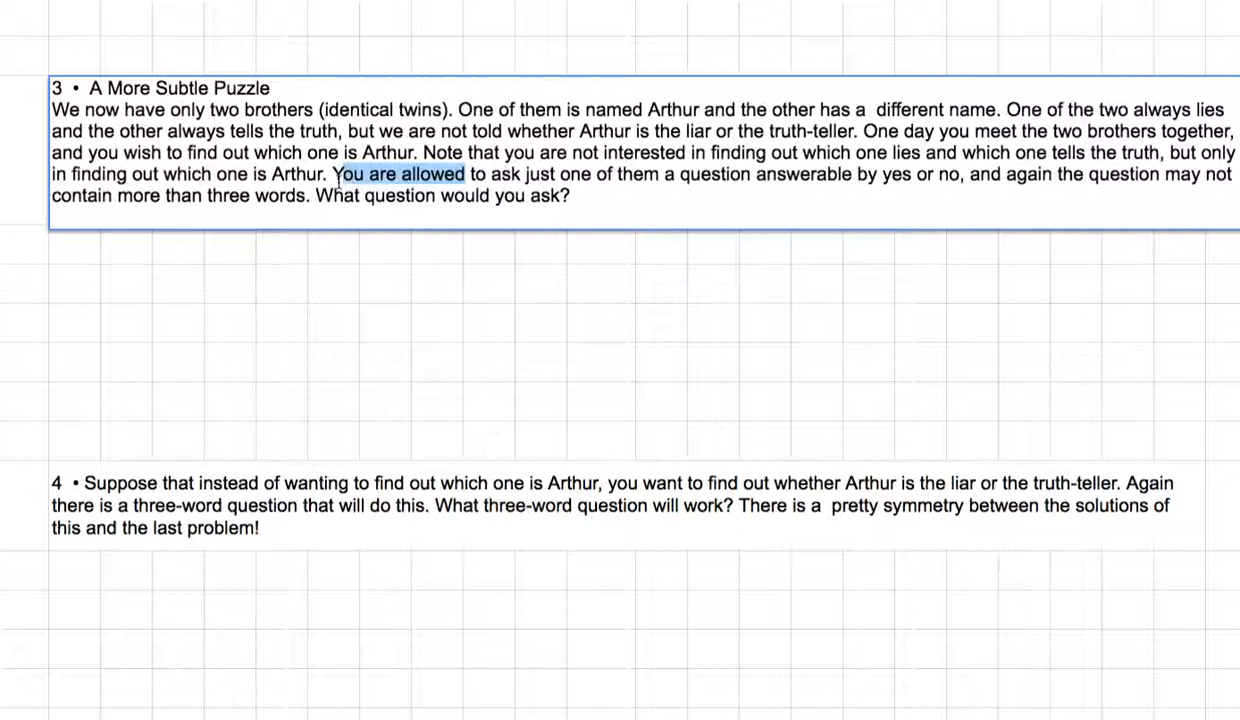 3 • A More Subtle Puzzle
We now have only two brothers (identical twins). One of them is named Arthur and the other has a different name. One of the two always lies
and the other always tells the truth, but we are not told whether Arthur is the liar or the truth-teller. One day you meet the two brothers together,
and you wish to find out which one is Arthur. Note that you are not interested in finding out which one lies and which one tells the truth, but only
in finding out which one is Arthur. You are allowed to ask just one of them a question answerable by yes or no, and again the question may not
contain more than three words. What question would you ask?
4 • Suppose that instead of wanting to find out which one is Arthur, you want to find out whether Arthur is the liar or the truth-teller. Again
there is a three-word question that will do this. What three-word question will work? There is a pretty symmetry between the solutions of
this and the last problem!